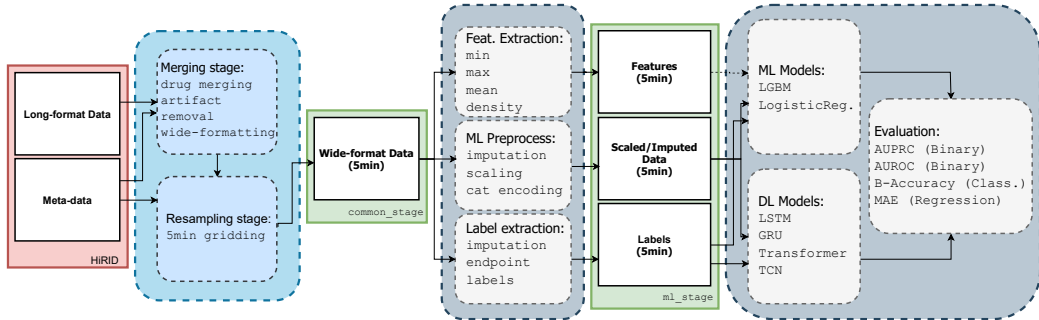 Long-format Data
Meta-data
HiRID
Merging stage:
drug merging
artifact
removal
wide-formatting
Resampling stage:
5min gridding
Wide-format Data
(5min)
common_stage
Feat. Extraction:
min
max
mean
density
ML Preprocess:
imputation
scaling
cat encoding
Label extraction:
imputation
endpoint
labels
Features
(5min)
Scaled/Imputed
Data
(5min)
Labels
(5min)
ml_stage
ML Models:
LGBM
LogisticReg.
DL Models:
LSTM
GRU
Transformer
TCN
Evaluation:
AUPRC (Binary)
AUROC (Binary)
B-Accuracy (Class.)
MAE (Regression)